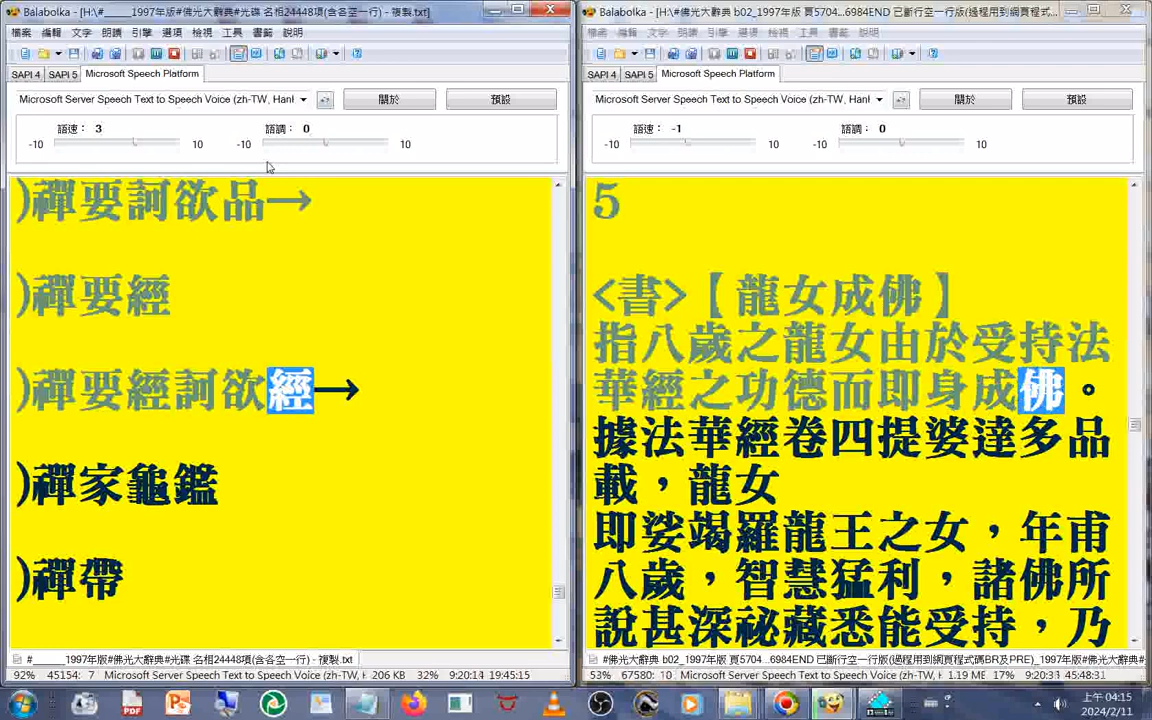 Balabolka - [H:\#_____1997年版#佛光大辭典#光碟 名相24448項(含各空一行) - 複製.txt]
檔案 編輯 文字 朗讀 引擎 選項 檢視 工具 書籤 說明
SAPI 4 SAPI 5 Microsoft Speech Platform
Microsoft Server Speech Text to Speech Voice (zh-TW, Han 關於 預設
語速： 3 語調： 0
-10 10 -10 10
)禪要訶欲品→
)禪要經
)禪要經訶欲經→
)禪家龜鑑
)禪帶
#_____1997年版#佛光大辭典#光碟 名相24448項(含各空一行) - 複製.txt
92% 45154: 7 Microsoft Server Speech Text to Speech Voice (zh-TW, H 206 KB 32% 9:20:14 19:45:15
Balabolka - [H:\#佛光大辭典 b02_1997年版 頁5704...6984END 已斷行空一行版(過程用到網頁程式...
檔案 編輯 文字 朗讀 引擎 選項 檢視 工具 書籤 說明
SAPI 4 SAPI 5 Microsoft Speech Platform
Microsoft Server Speech Text to Speech Voice (zh-TW, Han 關於 預設
語速： -1 語調： 0
-10 10 -10 10
5
<書>【龍女成佛】
指八歲之龍女由於受持法
華經之功德而即身成佛。
據法華經卷四提婆達多品
載，龍女
即娑竭羅龍王之女，年甫
八歲，智慧猛利，諸佛所
說甚深祕藏悉能受持，乃
#佛光大辭典 b02_1997年版 頁5704...6984END 已斷行空一行版(過程用到網頁程式碼BR及PRE)_1997年版#
53% 67580: 10 Microsoft Server Speech Text to Speech Voice (zh-TW, H 1.19 ME 17% 9:20:33 45:48:31
上午 04:15
2024/2/11